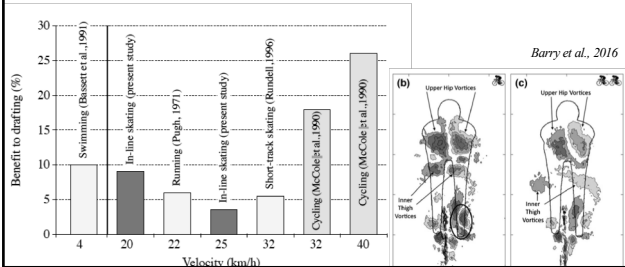 Benefit to drafting (%)
30
25
20
15
10
5
0
Swimming (Bassett et al.,1991)
In-line skating (present study)
Running (Pugh, 1971)
In-line skating (present study)
Short-track skating (Rundell,1996)
Cycling (McCole et al.,1990)
Cycling (McCole et al.,1990)
4 20 22 25 32 32 40
Velocity (km/h)
Barry et al., 2016
(b)
Upper Hip Vortices
Inner
Thigh
Vortices
(c)
Upper Hip Vortices
Inner
Thigh
Vortices